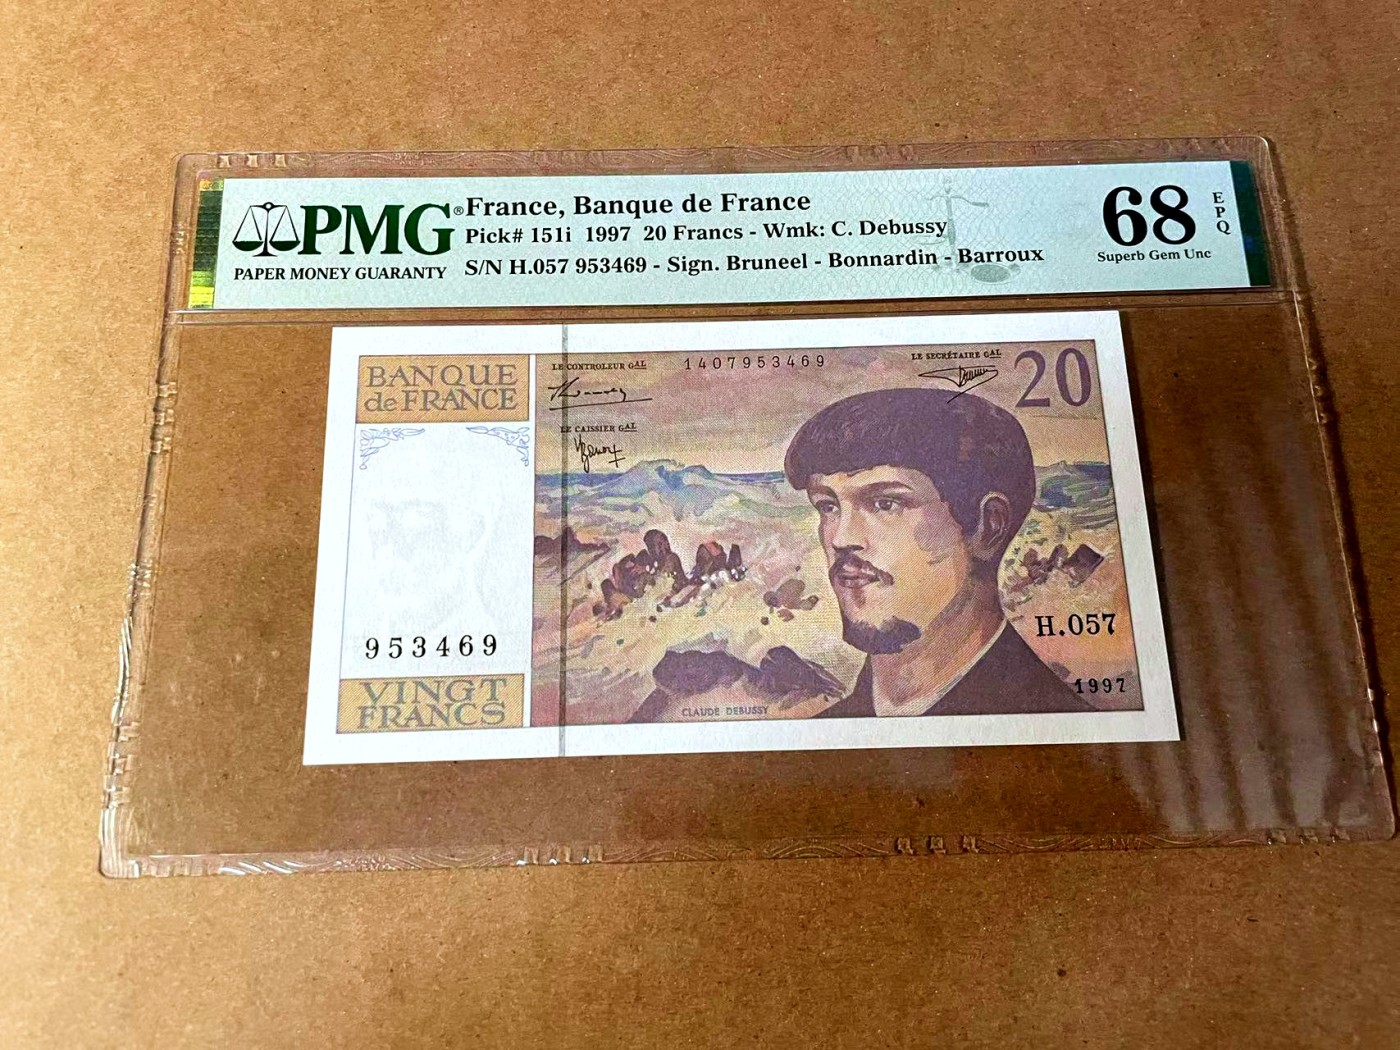 PMG®
PAPER MONEY GUARANTY
France, Banque de France
Pick# 151i 1997 20 Francs - Wmk: C. Debussy
S/N H.057 953469 - Sign. Bruneel - Bonnardin - Barroux
68
EPQ
Superb Gem Unc
BANQUE
de FRANCE
LE CONTROLEUR GAL
1407953469
LE SECRÉTAIRE GAL
20
LE CAISSIER GAL
953469
H.057
VINGT
FRANCS
1997
CLAUDE DEBUSSY